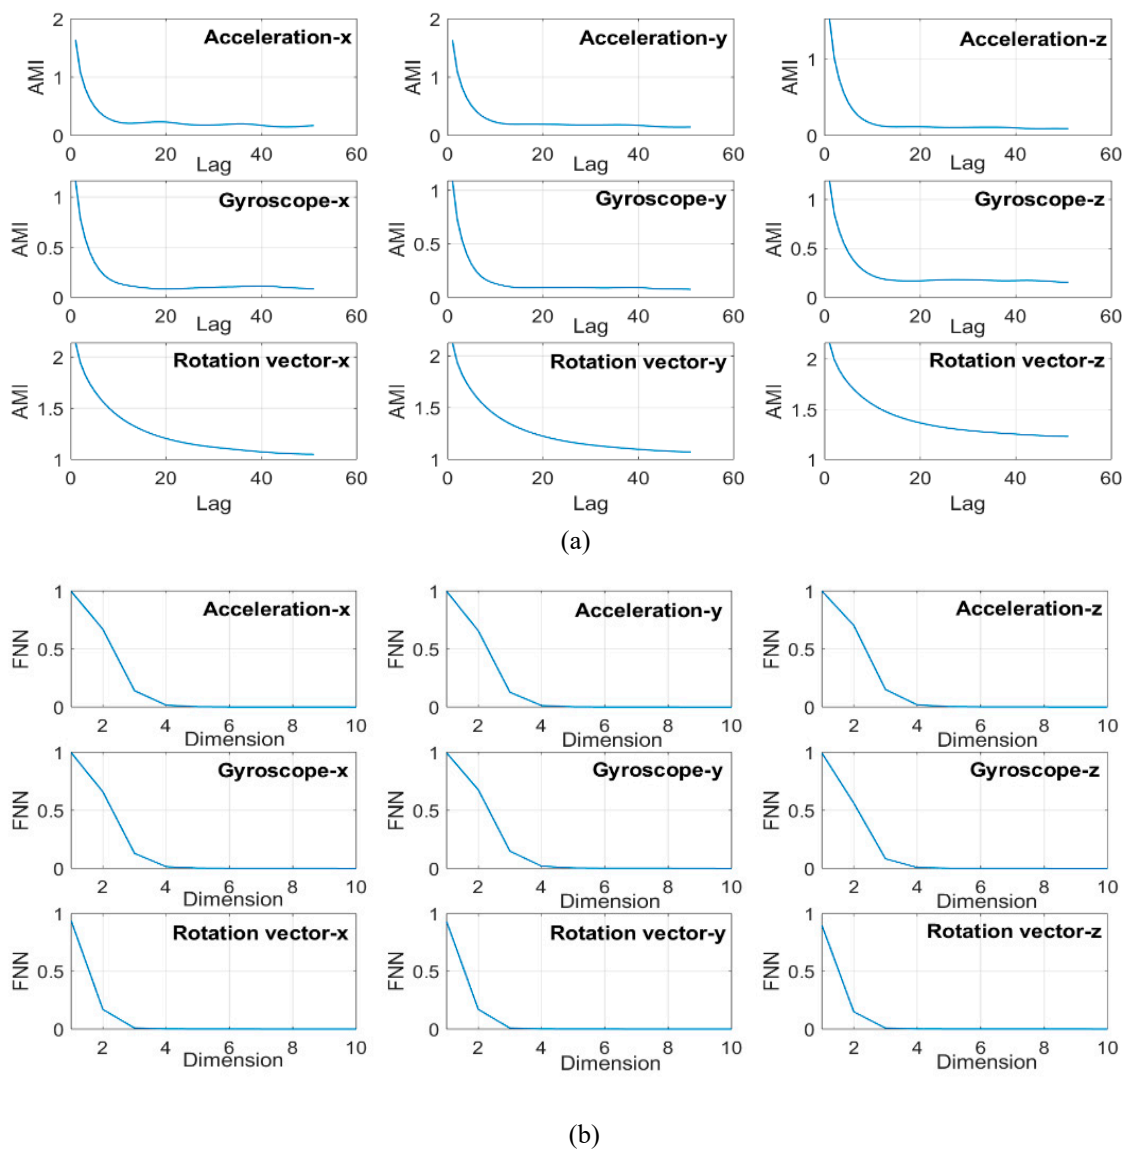 Acceleration-x
AMI
2
1
0
0 20 40 60
Lag
Acceleration-y
AMI
2
1
0
0 20 40 60
Lag
Acceleration-z
AMI
1
0
0 20 40 60
Lag
Gyroscope-x
AMI
1
0.5
0
0 20 40 60
Lag
Gyroscope-y
AMI
1
0.5
0
0 20 40 60
Lag
Gyroscope-z
AMI
1
0.5
0
0 20 40 60
Lag
Rotation vector-x
AMI
2
1.5
1
0 20 40 60
Lag
Rotation vector-y
AMI
2
1.5
1
0 20 40 60
Lag
Rotation vector-z
AMI
2
1.5
1
0 20 40 60
Lag
(a)
Acceleration-x
FNN
1
0.5
0
2 4 6 8 10
Dimension
Acceleration-y
FNN
1
0.5
0
2 4 6 8 10
Dimension
Acceleration-z
FNN
1
0.5
0
2 4 6 8 10
Dimension
Gyroscope-x
FNN
1
0.5
0
2 4 6 8 10
Dimension
Gyroscope-y
FNN
1
0.5
0
2 4 6 8 10
Dimension
Gyroscope-z
FNN
1
0.5
0
2 4 6 8 10
Dimension
Rotation vector-x
FNN
1
0.5
0
2 4 6 8 10
Dimension
Rotation vector-y
FNN
1
0.5
0
2 4 6 8 10
Dimension
Rotation vector-z
FNN
1
0.5
0
2 4 6 8 10
Dimension
(b)